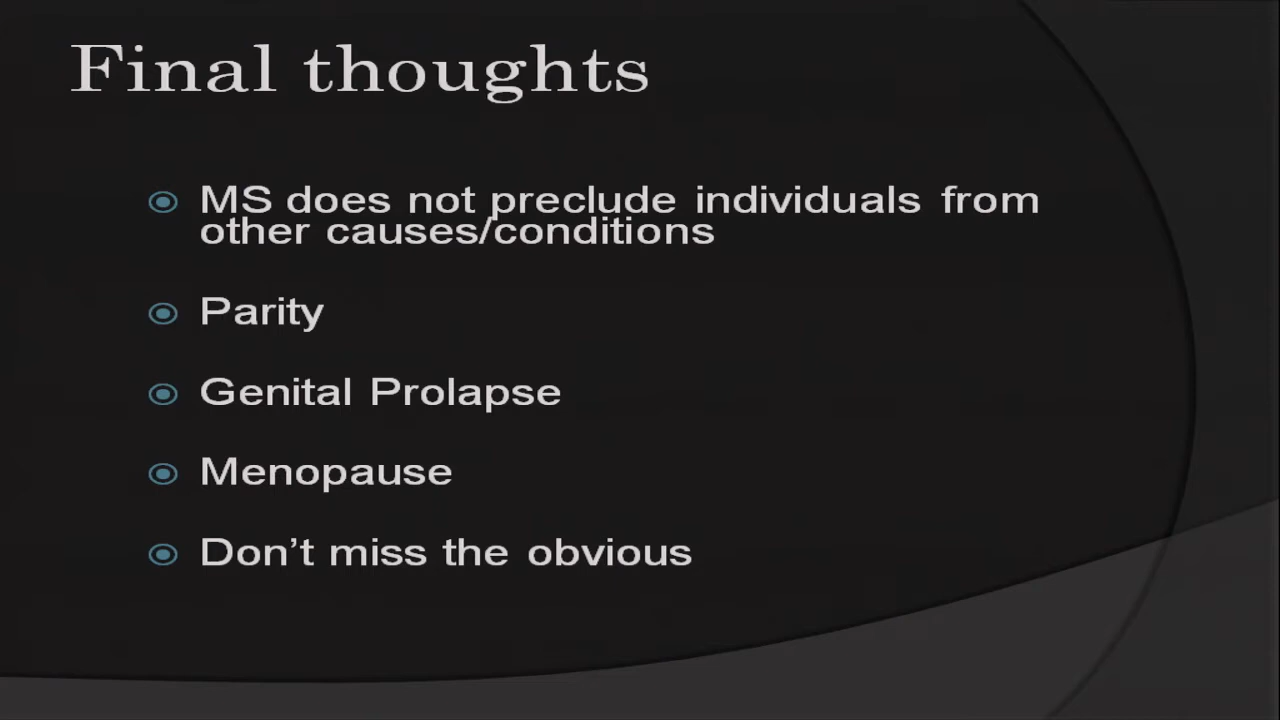 Final thoughts
MS does not preclude individuals from
other causes/conditions
Parity
Genital Prolapse
Menopause
Don’t miss the obvious